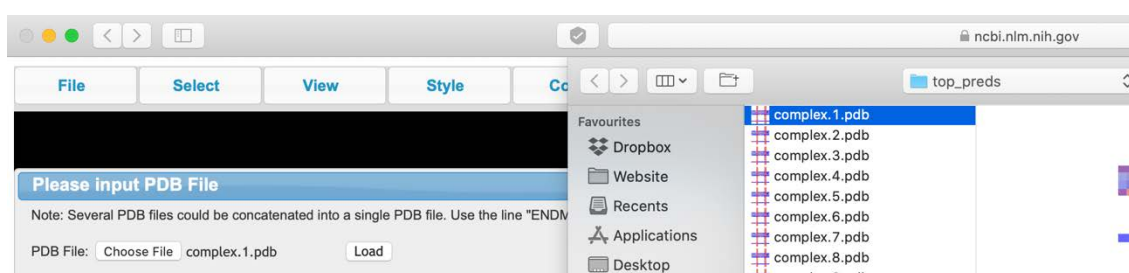 ncbi.nlm.nih.gov
File
Select
View
Style
Co
top_preds
Please input PDB File
Note: Several PDB files could be concatenated into a single PDB file. Use the line "ENDM
PDB File: Choose File complex.1.pdb Load
Favourites
Dropbox
Website
Recents
Applications
Desktop
complex.1.pdb
complex.2.pdb
complex.3.pdb
complex.4.pdb
complex.5.pdb
complex.6.pdb
complex.7.pdb
complex.8.pdb